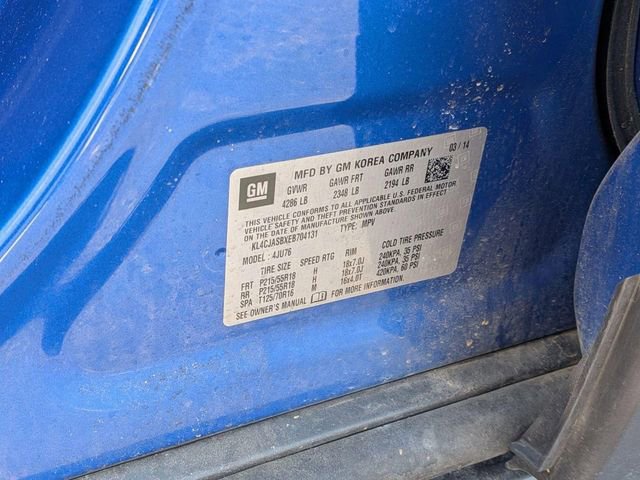 GM
MFD BY GM KOREA COMPANY 03/14
GVWR GAWR FRT GAWR RR
4286 LB 2348 LB 2194 LB
THIS VEHICLE CONFORMS TO ALL APPLICABLE U.S. FEDERAL MOTOR
VEHICLE SAFETY, BUMPER, AND THEFT PREVENTION STANDARDS IN EFFECT
ON THE DATE OF MANUFACTURE SHOWN ABOVE.
KL4CJASBXEB704131 TYPE: MPV
MODEL: 4JU76
TIRE SIZE SPEED RTG RIM COLD TIRE PRESSURE
FRT P215/55R18 H 18x7.0J 240KPA, 35 PSI
RR P215/55R18 H 18x7.0J 240KPA, 35 PSI
SPA T125/70R16 M 16x4.0T 420KPA, 60 PSI
SEE OWNER'S MANUAL FOR MORE INFORMATION.